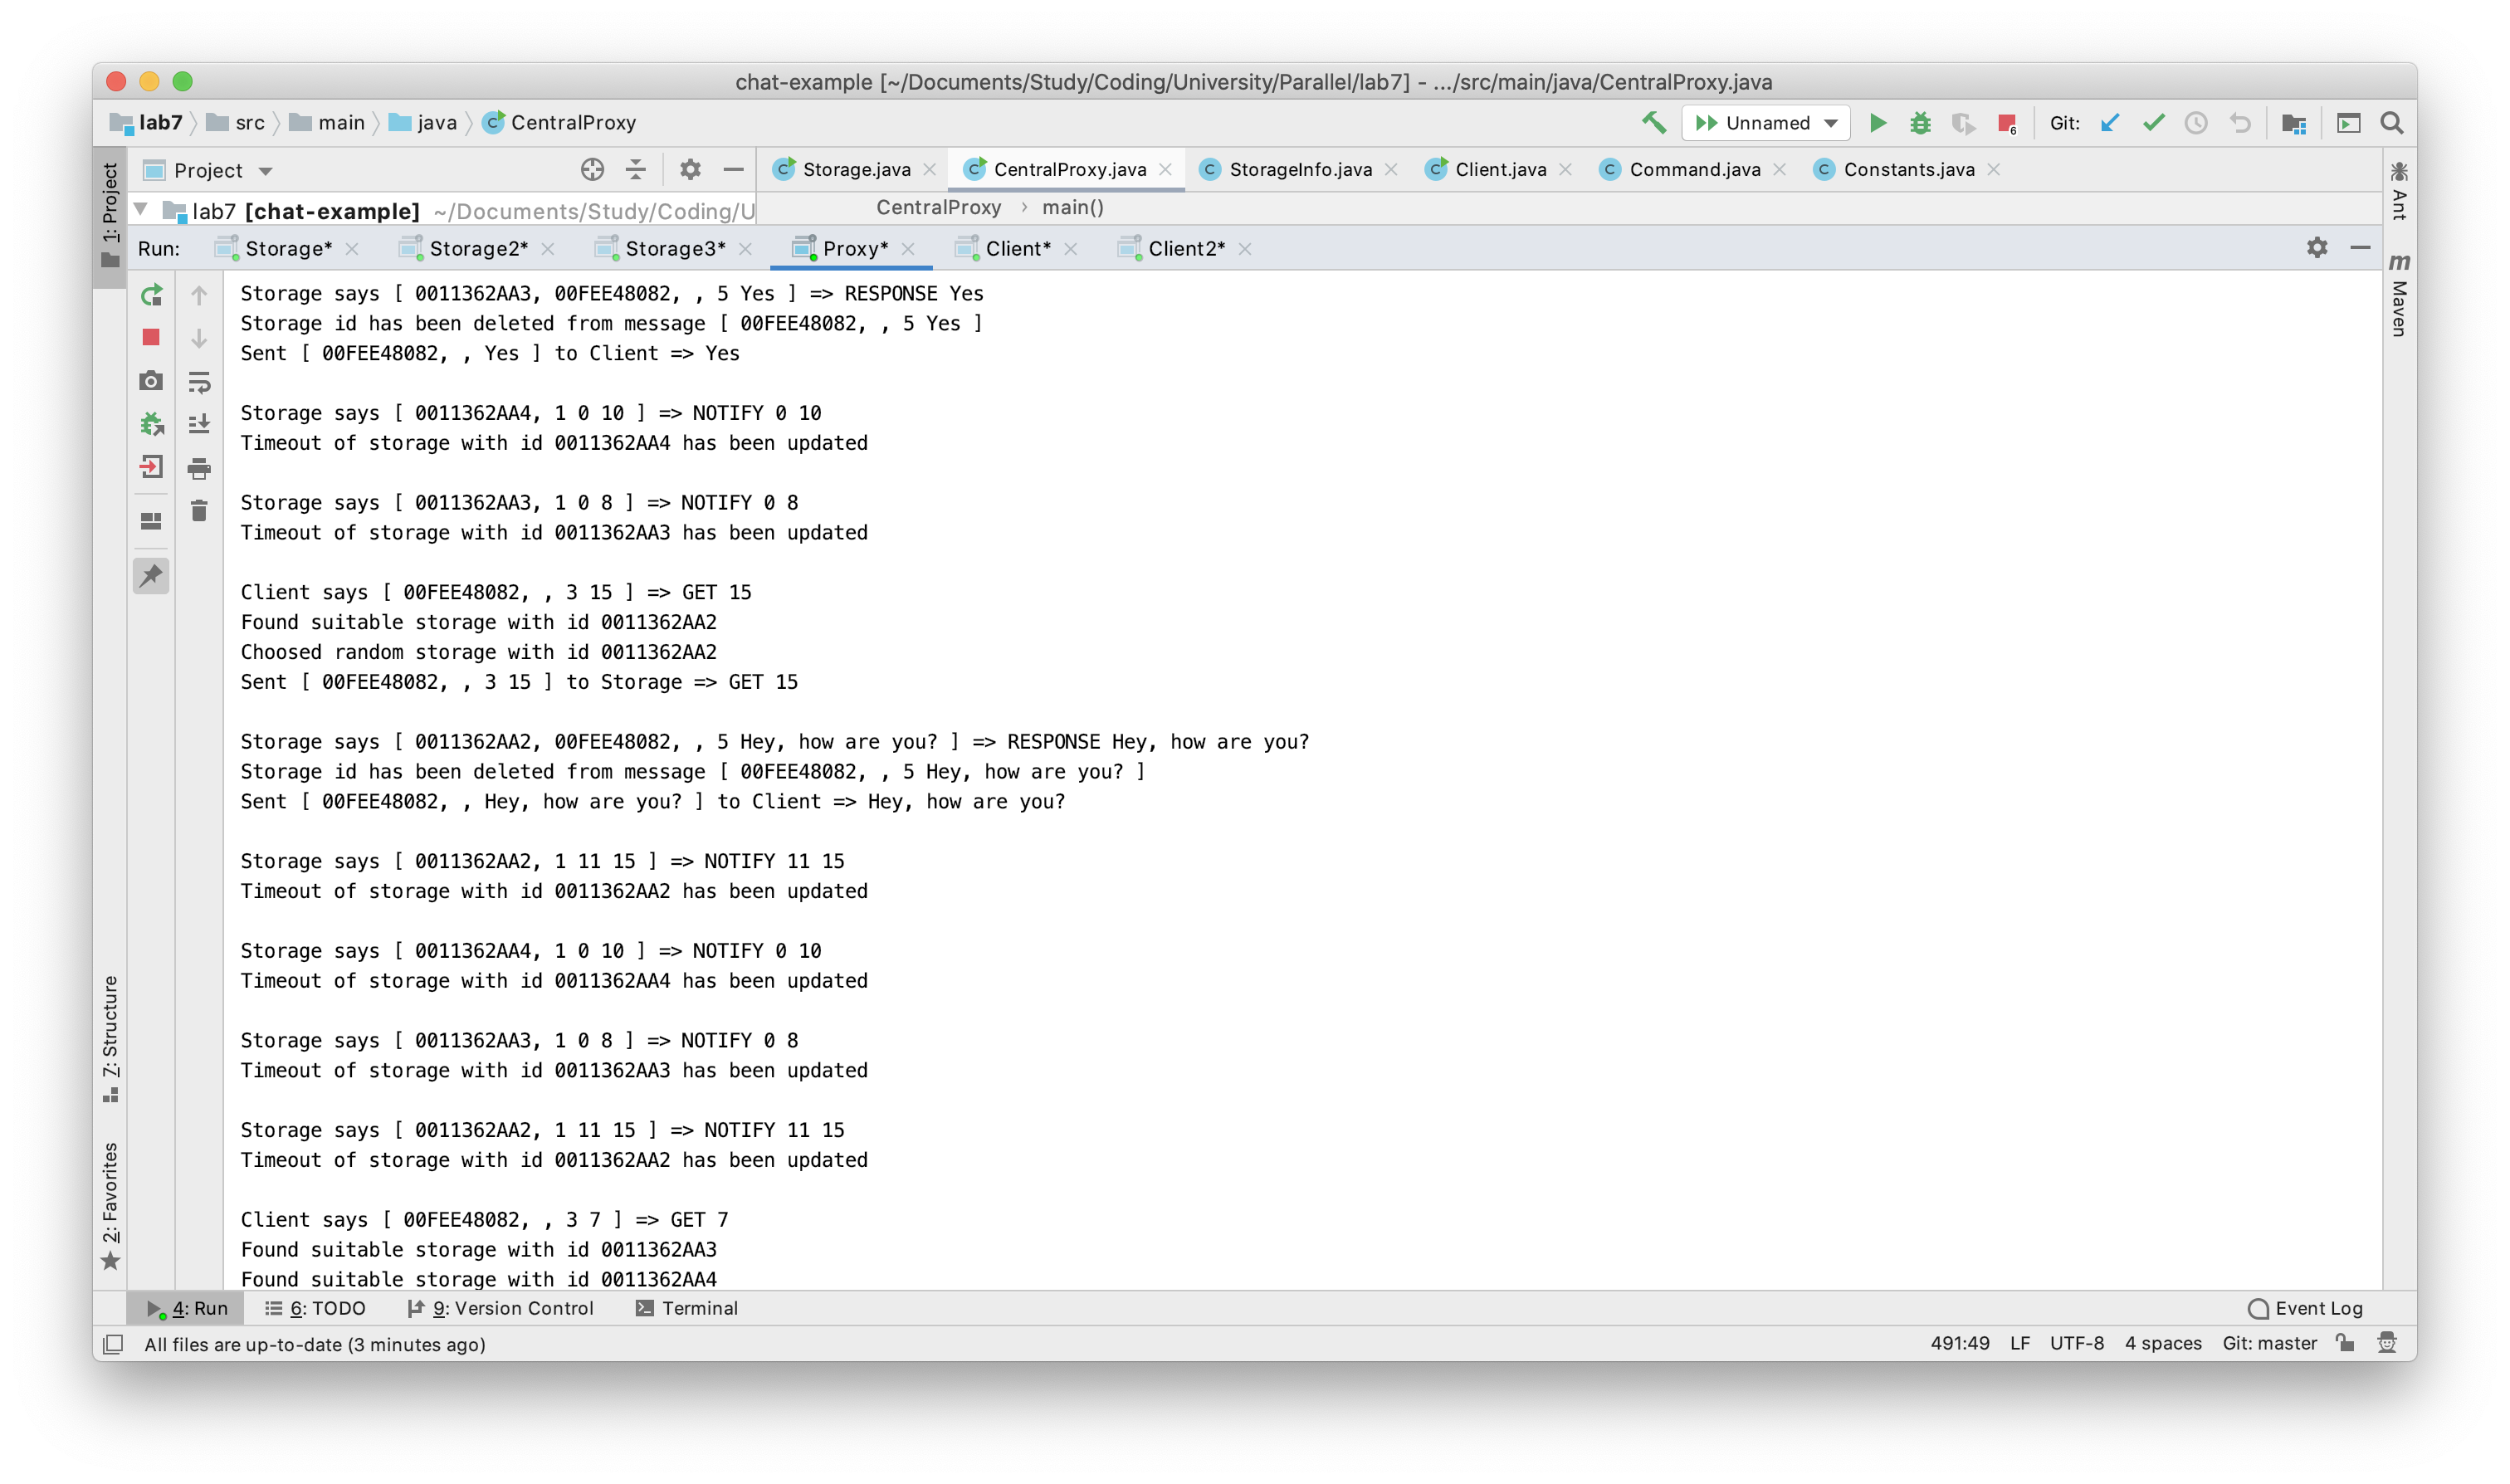 chat-example [~/Documents/Study/Coding/University/Parallel/lab7] - .../src/main/java/CentralProxy.java
lab7 src main java CentralProxy Unnamed 6 Git:
Project Storage.java CentralProxy.java StorageInfo.java Client.java Command.java Constants.java
lab7 [chat-example] ~/Documents/Study/Coding/U CentralProxy › main()
Run: Storage* Storage2* Storage3* Proxy* Client* Client2*
1: Project
7: Structure
2: Favorites
Ant
m Maven
Storage says [ 0011362AA3, 00FEE48082, , 5 Yes ] => RESPONSE Yes
Storage id has been deleted from message [ 00FEE48082, , 5 Yes ]
Sent [ 00FEE48082, , Yes ] to Client => Yes
Storage says [ 0011362AA4, 1 0 10 ] => NOTIFY 0 10
Timeout of storage with id 0011362AA4 has been updated
Storage says [ 0011362AA3, 1 0 8 ] => NOTIFY 0 8
Timeout of storage with id 0011362AA3 has been updated
Client says [ 00FEE48082, , 3 15 ] => GET 15
Found suitable storage with id 0011362AA2
Choosed random storage with id 0011362AA2
Sent [ 00FEE48082, , 3 15 ] to Storage => GET 15
Storage says [ 0011362AA2, 00FEE48082, , 5 Hey, how are you? ] => RESPONSE Hey, how are you?
Storage id has been deleted from message [ 00FEE48082, , 5 Hey, how are you? ]
Sent [ 00FEE48082, , Hey, how are you? ] to Client => Hey, how are you?
Storage says [ 0011362AA2, 1 11 15 ] => NOTIFY 11 15
Timeout of storage with id 0011362AA2 has been updated
Storage says [ 0011362AA4, 1 0 10 ] => NOTIFY 0 10
Timeout of storage with id 0011362AA4 has been updated
Storage says [ 0011362AA3, 1 0 8 ] => NOTIFY 0 8
Timeout of storage with id 0011362AA3 has been updated
Storage says [ 0011362AA2, 1 11 15 ] => NOTIFY 11 15
Timeout of storage with id 0011362AA2 has been updated
Client says [ 00FEE48082, , 3 7 ] => GET 7
Found suitable storage with id 0011362AA3
Found suitable storage with id 0011362AA4
4: Run 6: TODO 9: Version Control Terminal Event Log
All files are up-to-date (3 minutes ago) 491:49 LF UTF-8 4 spaces Git: master